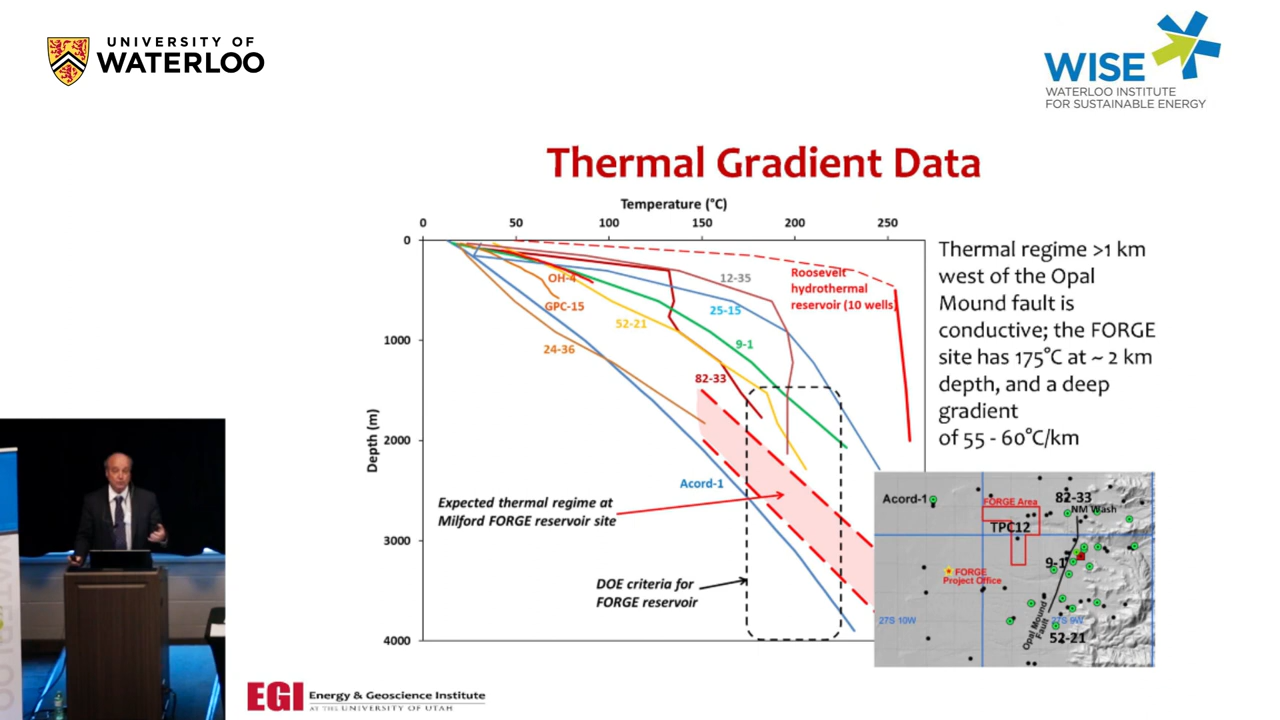 UNIVERSITY OF
WATERLOO
WISE
WATERLOO INSTITUTE
FOR SUSTAINABLE ENERGY
Thermal Gradient Data
Temperature (°C)
0 50 100 150 200 250
Depth (m)
0
1000
2000
3000
4000
OH-4
GPC-15
24-36
52-21
82-33
Acord-1
9-1
25-15
12-35
Roosevelt
hydrothermal
reservoir (10 wells)
Expected thermal regime at
Milford FORGE reservoir site
DOE criteria for
FORGE reservoir
Thermal regime >1 km
west of the Opal
Mound fault is
conductive; the FORGE
site has 175°C at ~ 2 km
depth, and a deep
gradient
of 55 - 60°C/km
Acord-1
FORGE Area
82-33
NM Wash
TPC12
9-1
FORGE
Project Office
Opal Mound
Fault
27S 10W
27S 9W
52-21
EGI
Energy & Geoscience Institute
AT THE UNIVERSITY OF UTAH